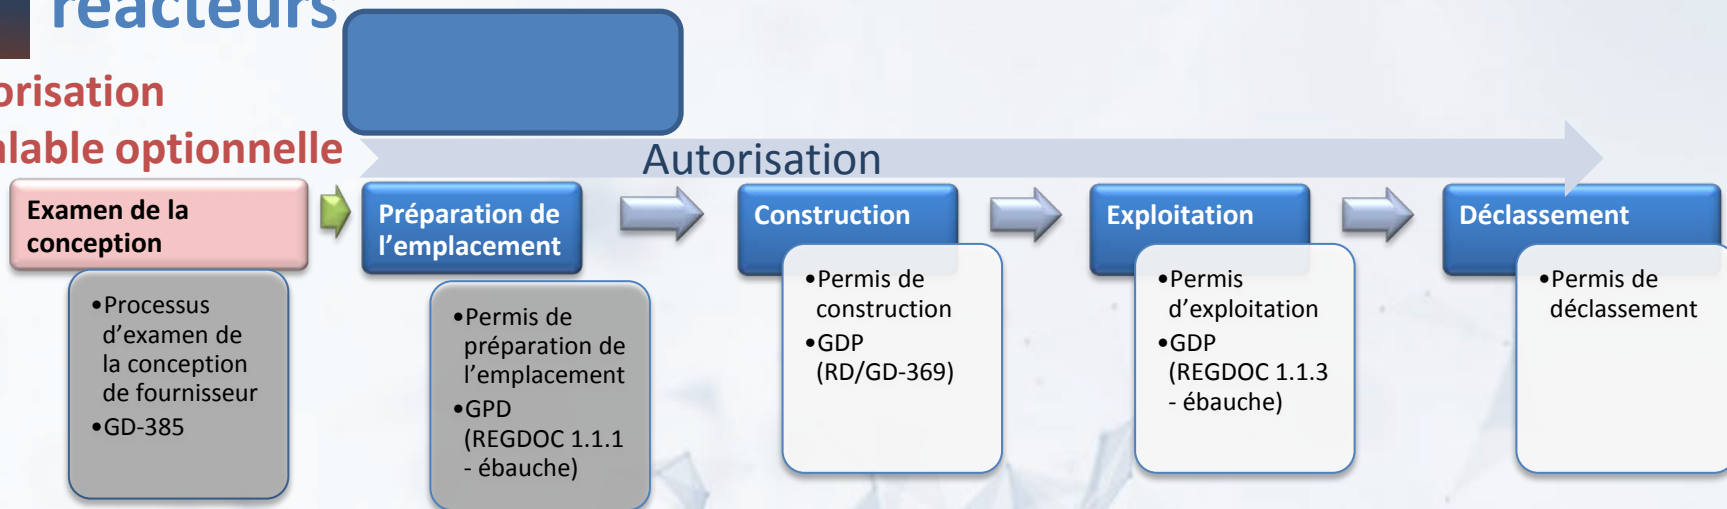 réacteurs
orisation
alable optionnelle
Autorisation
Examen de la
conception
•Processus
d'examen de
la conception
de fournisseur
•GD-385
Préparation de
l'emplacement
•Permis de
préparation de
l'emplacement
•GPD
(REGDOC 1.1.1
- ébauche)
Construction
•Permis de
construction
•GDP
(RD/GD-369)
Exploitation
•Permis
d'exploitation
•GDP
(REGDOC 1.1.3
- ébauche)
Déclassement
•Permis de
déclassement